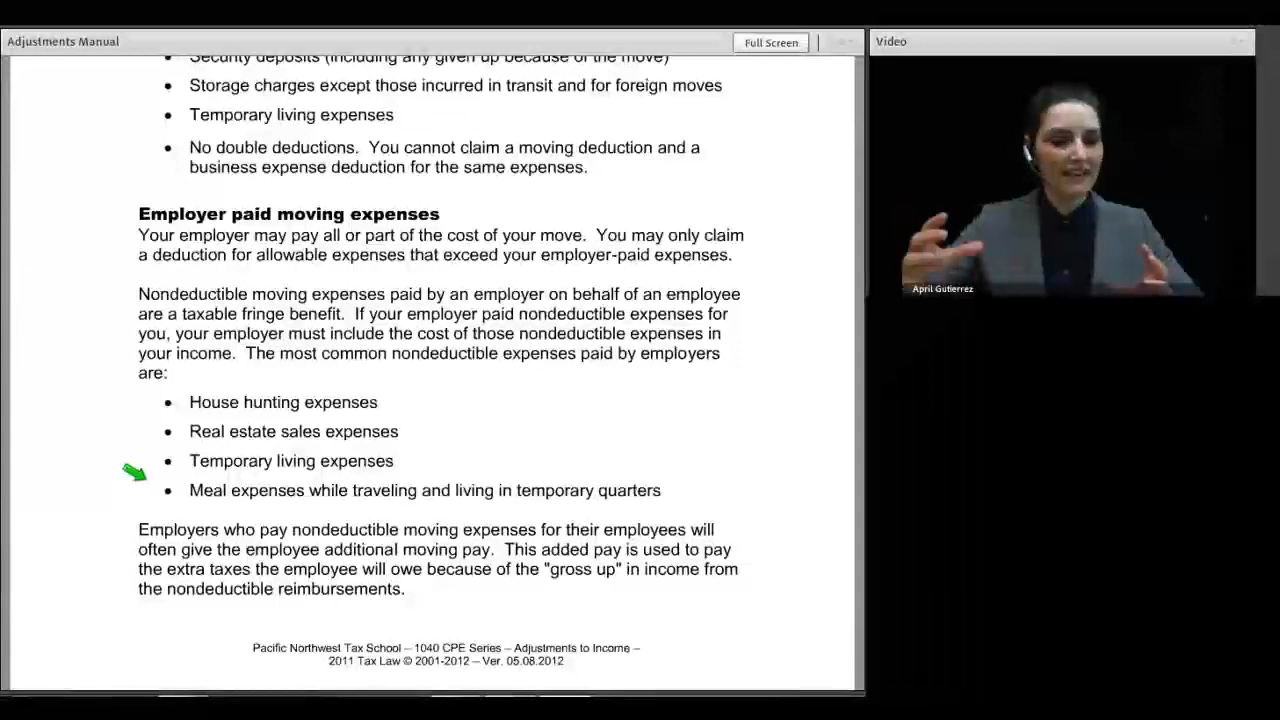 Adjustments Manual
Full Screen
Video
Security deposits (including any given up because of the move)
• Storage charges except those incurred in transit and for foreign moves
• Temporary living expenses
• No double deductions. You cannot claim a moving deduction and a
business expense deduction for the same expenses.
Employer paid moving expenses
Your employer may pay all or part of the cost of your move. You may only claim
a deduction for allowable expenses that exceed your employer-paid expenses.
Nondeductible moving expenses paid by an employer on behalf of an employee
are a taxable fringe benefit. If your employer paid nondeductible expenses for
you, your employer must include the cost of those nondeductible expenses in
your income. The most common nondeductible expenses paid by employers
are:
• House hunting expenses
• Real estate sales expenses
• Temporary living expenses
• Meal expenses while traveling and living in temporary quarters
Employers who pay nondeductible moving expenses for their employees will
often give the employee additional moving pay. This added pay is used to pay
the extra taxes the employee will owe because of the "gross up" in income from
the nondeductible reimbursements.
Pacific Northwest Tax School – 1040 CPE Series – Adjustments to Income –
2011 Tax Law © 2001-2012 – Ver. 05.08.2012
April Gutierrez